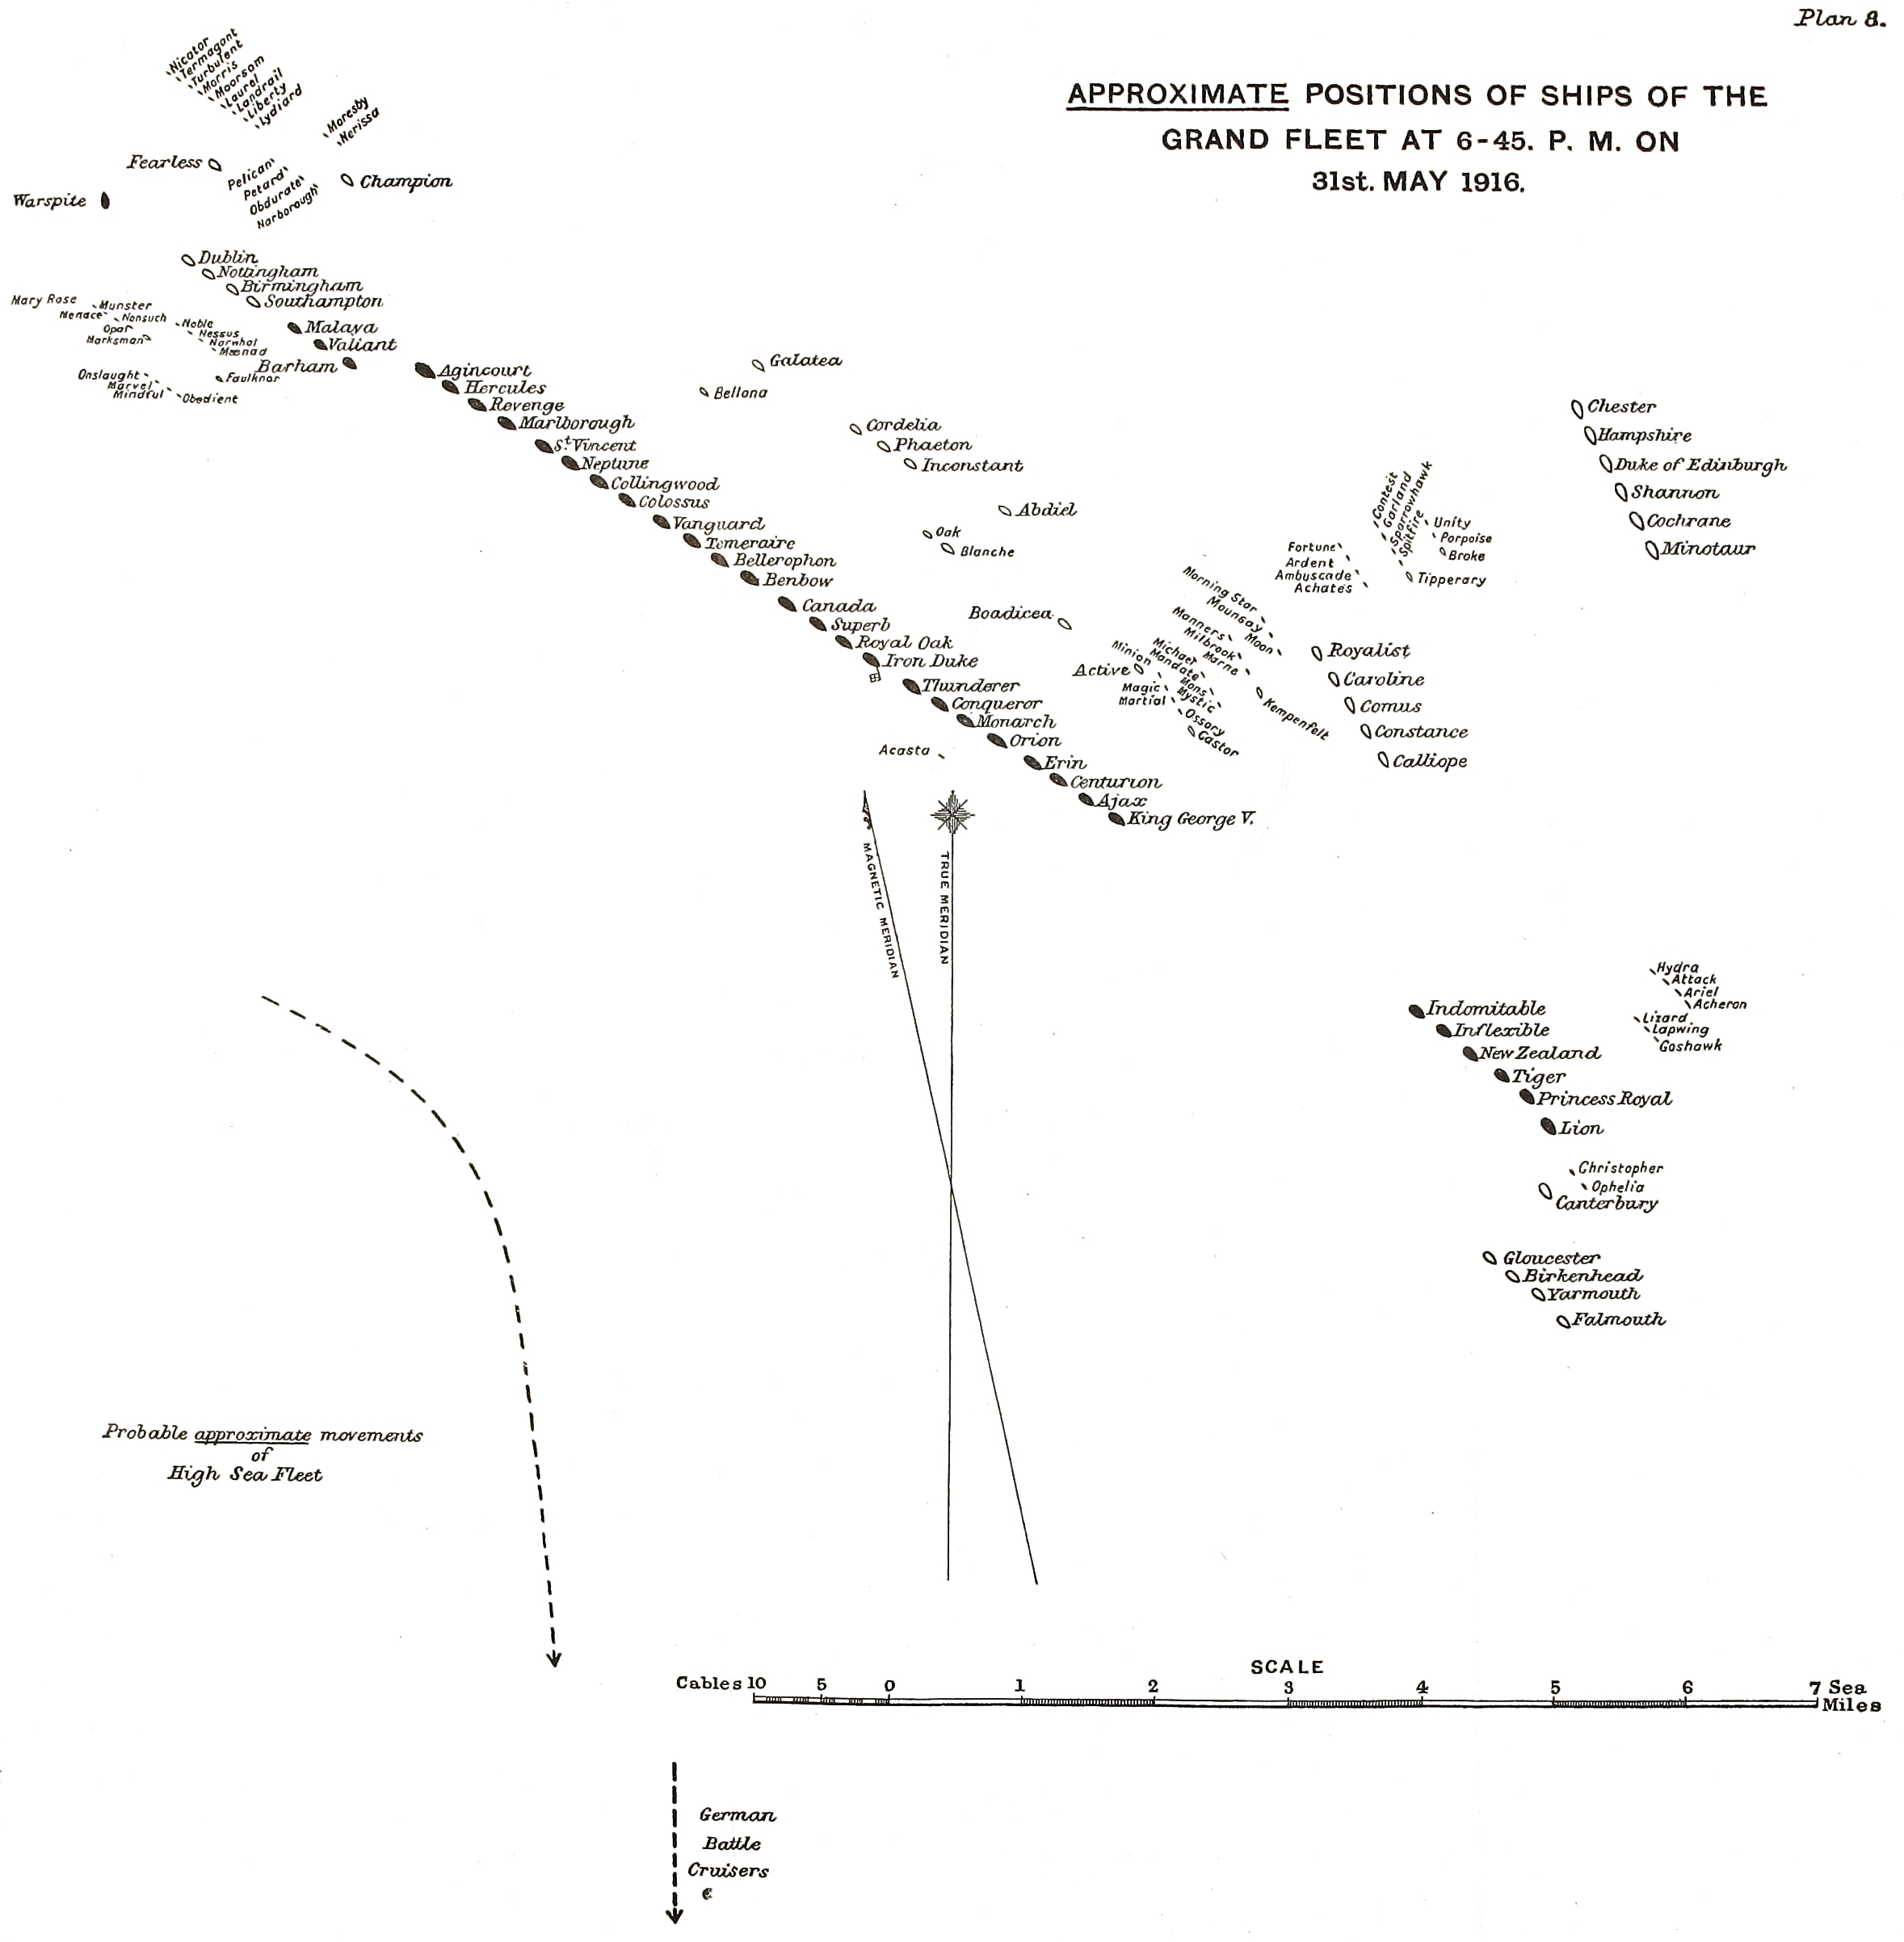 Plan 8.
APPROXIMATE POSITIONS OF SHIPS OF THE
GRAND FLEET AT 6-45. P. M. ON
31st. MAY 1916.
Nicator
Termagant
Turbulent
Morris
Moorsom
Laurel
Landrail
Liberty
Lydiard
Moresby
Nerissa
Fearless
Pelican
Petard
Obdurate
Narborough
Champion
Warspite
Dublin
Nottingham
Birmingham
Southampton
Mary Rose
Munster
Menace
Nonsuch
Opal
Marksman
Noble
Nessus
Narwhal
Mænad
Malaya
Valiant
Barham
Onslaught
Marvel
Mindful
Faulknor
Obedient
Agincourt
Hercules
Revenge
Marlborough
St. Vincent
Neptune
Collingwood
Colossus
Vanguard
Temeraire
Bellerophon
Benbow
Canada
Superb
Royal Oak
Iron Duke
Thunderer
Conqueror
Monarch
Orion
Erin
Centurion
Ajax
King George V.
Galatea
Bellona
Cordelia
Phaeton
Inconstant
Abdiel
Oak
Blanche
Boadicea
Active
Acasta
Chester
Hampshire
Duke of Edinburgh
Shannon
Cochrane
Minotaur
Contest
Garland
Sparrowhawk
Spitfire
Unity
Porpoise
Broke
Tipperary
Fortune
Ardent
Ambuscade
Achates
Morning Star
Mounsay
Moon
Manners
Milbrook
Marne
Michael
Mandate
Mons
Mystic
Minion
Magic
Martial
Ossory
Castor
Kempenfelt
Royalist
Caroline
Comus
Constance
Calliope
MAGNETIC MERIDIAN
TRUE MERIDIAN
Hydra
Attack
Ariel
Acheron
Lizard
Lapwing
Goshawk
Indomitable
Inflexible
New Zealand
Tiger
Princess Royal
Lion
Christopher
Ophelia
Canterbury
Gloucester
Birkenhead
Yarmouth
Falmouth
Probable approximate movements
of
High Sea Fleet
SCALE
Cables 10 5 0 1 2 3 4 5 6 7 Sea
Miles
German
Battle
Cruisers